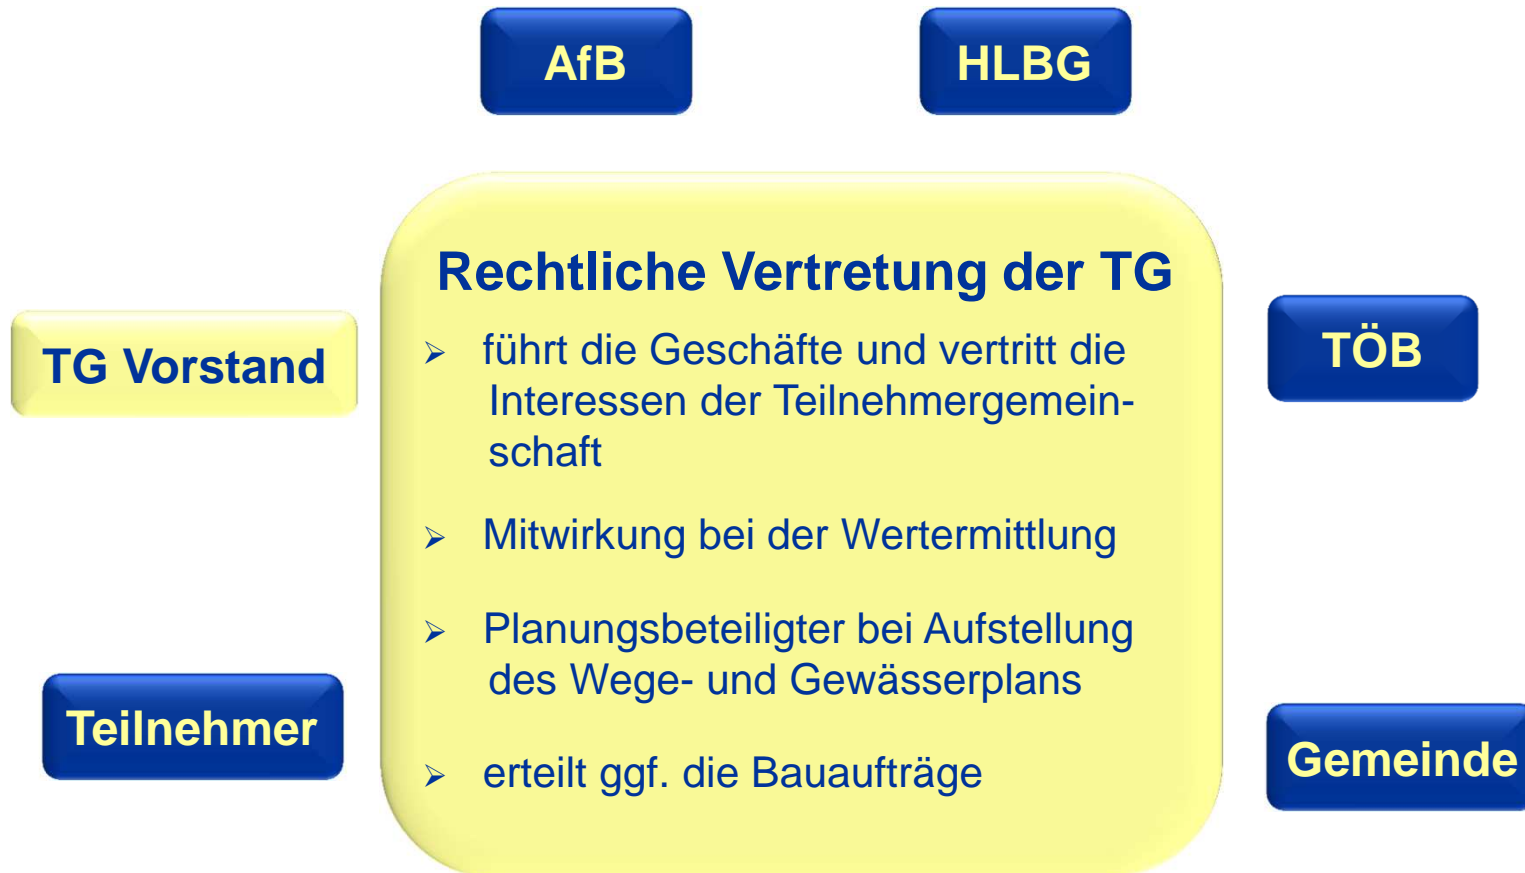 AfB
HLBG
Rechtliche Vertretung der TG
TG Vorstand
➢ führt die Geschäfte und vertritt die
Interessen der Teilnehmergemein-
schaft
➢ Mitwirkung bei der Wertermittlung
➢ Planungsbeteiligter bei Aufstellung
des Wege- und Gewässerplans
➢ erteilt ggf. die Bauaufträge
TÖB
Teilnehmer
Gemeinde